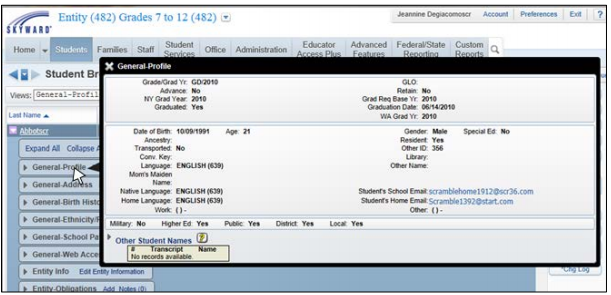 SKYWARD®
Entity (482) Grades 7 to 12 (482)
Jeannine Degiacomoscr Account Preferences Exit ?
Home Students Families Staff Student Services Office Administration Educator Access Plus Advanced Features Federal/State Reporting Custom Reports
Student Br
Views: General-Profil
Last Name
Abbotscr
Expand All Collapse A
General-Profile
General-Address
General-Birth Histo
General-Ethnicity/
General-School Pa
General-Web Acce
Entity Info Edit Entity Information
Entity-Obligations Add Notes (0)
General-Profile
Grade/Grad Yr: GD/2010 GLO:
Advance: No Retain: No
NY Grad Year: 2010 Grad Req Base Yr: 2010
Graduated: Yes Graduation Date: 06/14/2010
WA Grad Yr: 2010
Date of Birth: 10/09/1991 Age: 21 Gender: Male Special Ed: No
Ancestry: Resident: Yes
Transported: No Other ID: 356
Conv. Key: Library:
Language: ENGLISH (639) Other Name:
Mom's Maiden
Name:
Native Language: ENGLISH (639) Student's School Email: scramblehome1912@scr36.com
Home Language: ENGLISH (639) Student's Home Email: Scramble1392@start.com
Work: ( ) - Other: ( ) -
Military: No Higher Ed: Yes Public: Yes District: Yes Local: Yes
Other Student Names
# Transcript Name
No records available.
Chg Log